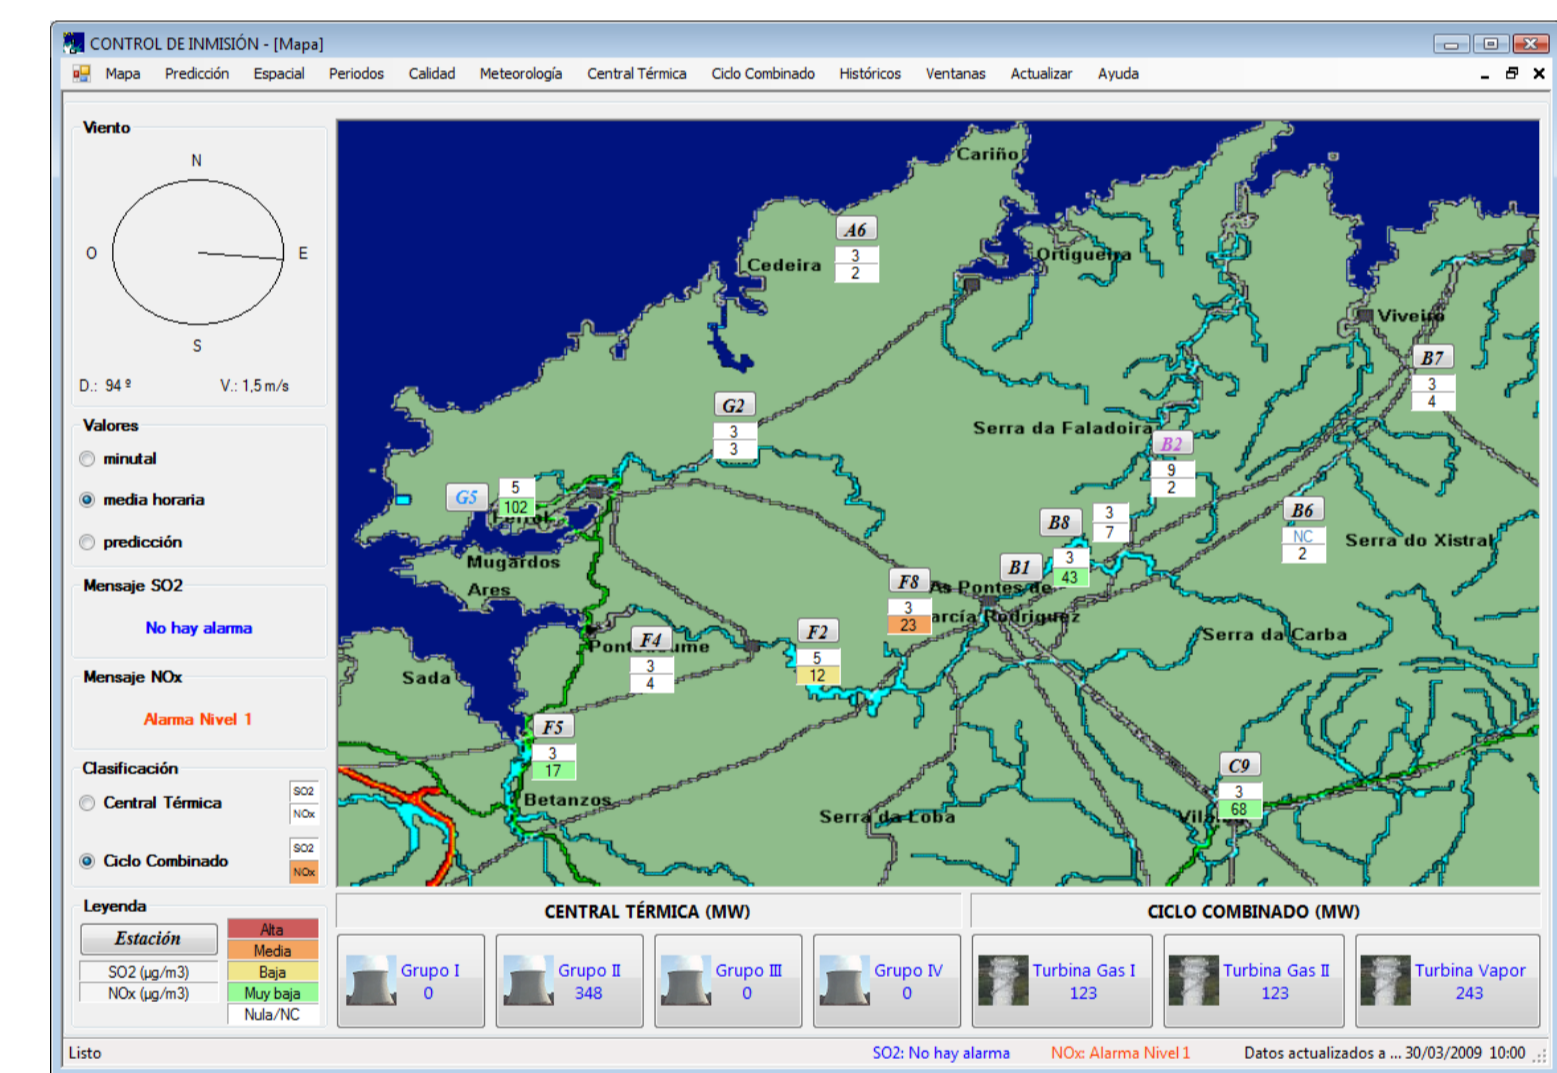 CONTROL DE INMISIÓN - [Mapa]
Mapa Predicción Espacial Periodos Calidad Meteorología Central Térmica Ciclo Combinado Históricos Ventanas Actualizar Ayuda
Viento
N
O
E
S
D.: 94 º V.: 1,5 m/s
Valores
minutal
media horaria
predicción
Mensaje SO2
No hay alarma
Mensaje NOx
Alarma Nivel 1
Clasificación
Central Térmica
SO2
NOx
Ciclo Combinado
SO2
NOx
Leyenda
Estación
SO2 (µg/m3)
NOx (µg/m3)
Alta
Media
Baja
Muy baja
Nula/NC
Cariño
A6
3
2
Cedeira
Ortigueira
Viveiro
B7
3
4
G2
3
3
Serra da Faladoira
B2
9
2
G5
5
102
Ferrol
B8
3
7
B6
NC
2
Serra do Xistral
Mugardos
Ares
B1
3
43
F8
3
23
As Pontes de
García Rodriguez
Serra da Carba
F4
3
4
F2
5
12
Sada
F5
3
17
Betanzos
Serra da Loba
C9
3
68
CENTRAL TÉRMICA (MW)
CICLO COMBINADO (MW)
Grupo I
0
Grupo II
348
Grupo III
0
Grupo IV
0
Turbina Gas I
123
Turbina Gas II
123
Turbina Vapor
243
Listo SO2: No hay alarma NOx: Alarma Nivel 1 Datos actualizados a ... 30/03/2009 10:00